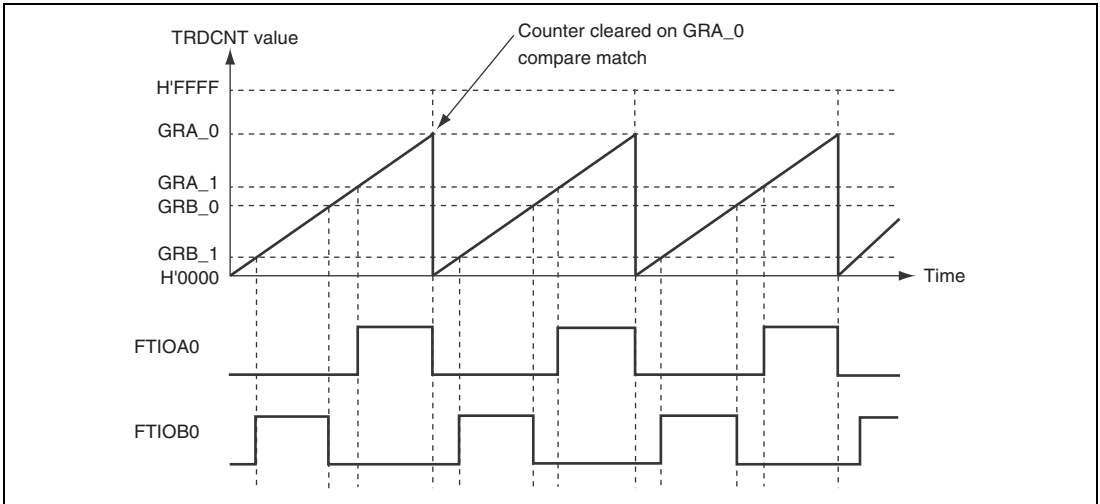 TRDCNT value
Counter cleared on GRA_0
compare match
H'FFFF
GRA_0
GRA_1
GRB_0
GRB_1
H'0000
Time
FTIOA0
FTIOB0